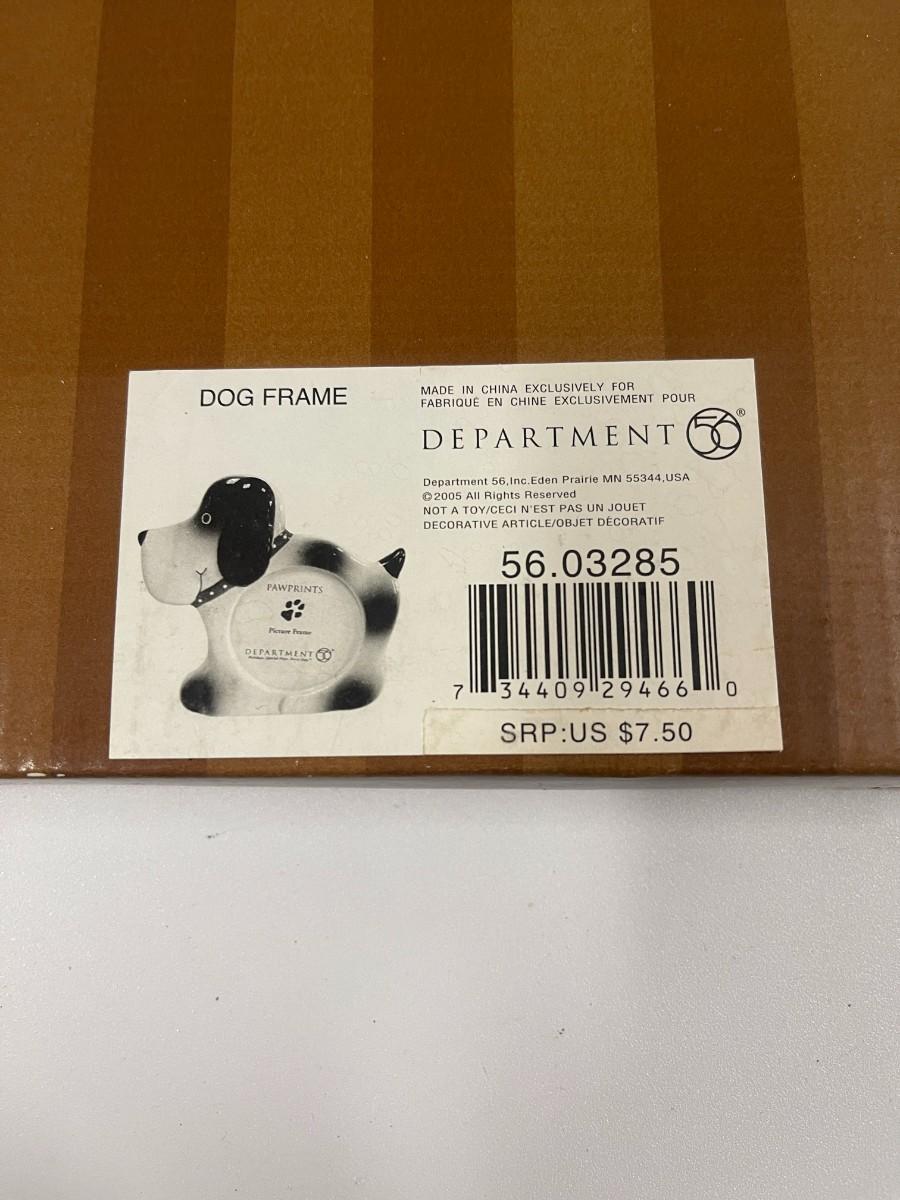 DOG FRAME
PAWPRINTS
Picture Frame
DEPARTMENT 56
MADE IN CHINA EXCLUSIVELY FOR
FABRIQUÉ EN CHINE EXCLUSIVEMENT POUR
DEPARTMENT 56®
Department 56,Inc.Eden Prairie MN 55344,USA
©2005 All Rights Reserved
NOT A TOY/CECI N'EST PAS UN JOUET
DECORATIVE ARTICLE/OBJET DÉCORATIF
56.03285
7 34409 29466 0
SRP:US $7.50